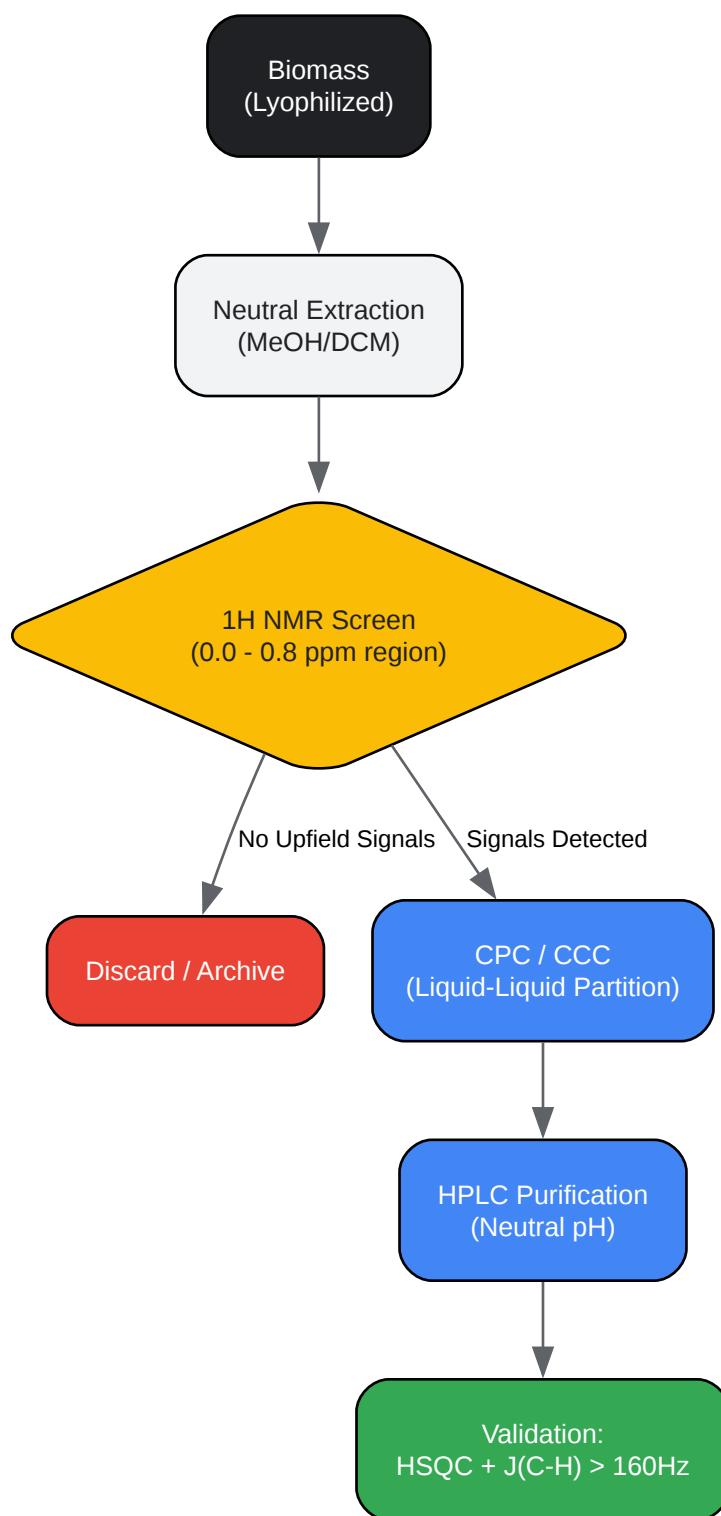 Biomass
(Lyophilized)
Neutral Extraction
(MeOH/DCM)
1H NMR Screen
(0.0 - 0.8 ppm region)
No Upfield Signals
Signals Detected
Discard / Archive
CPC / CCC
(Liquid-Liquid Partition)
HPLC Purification
(Neutral pH)
Validation:
HSQC + J(C-H) > 160Hz